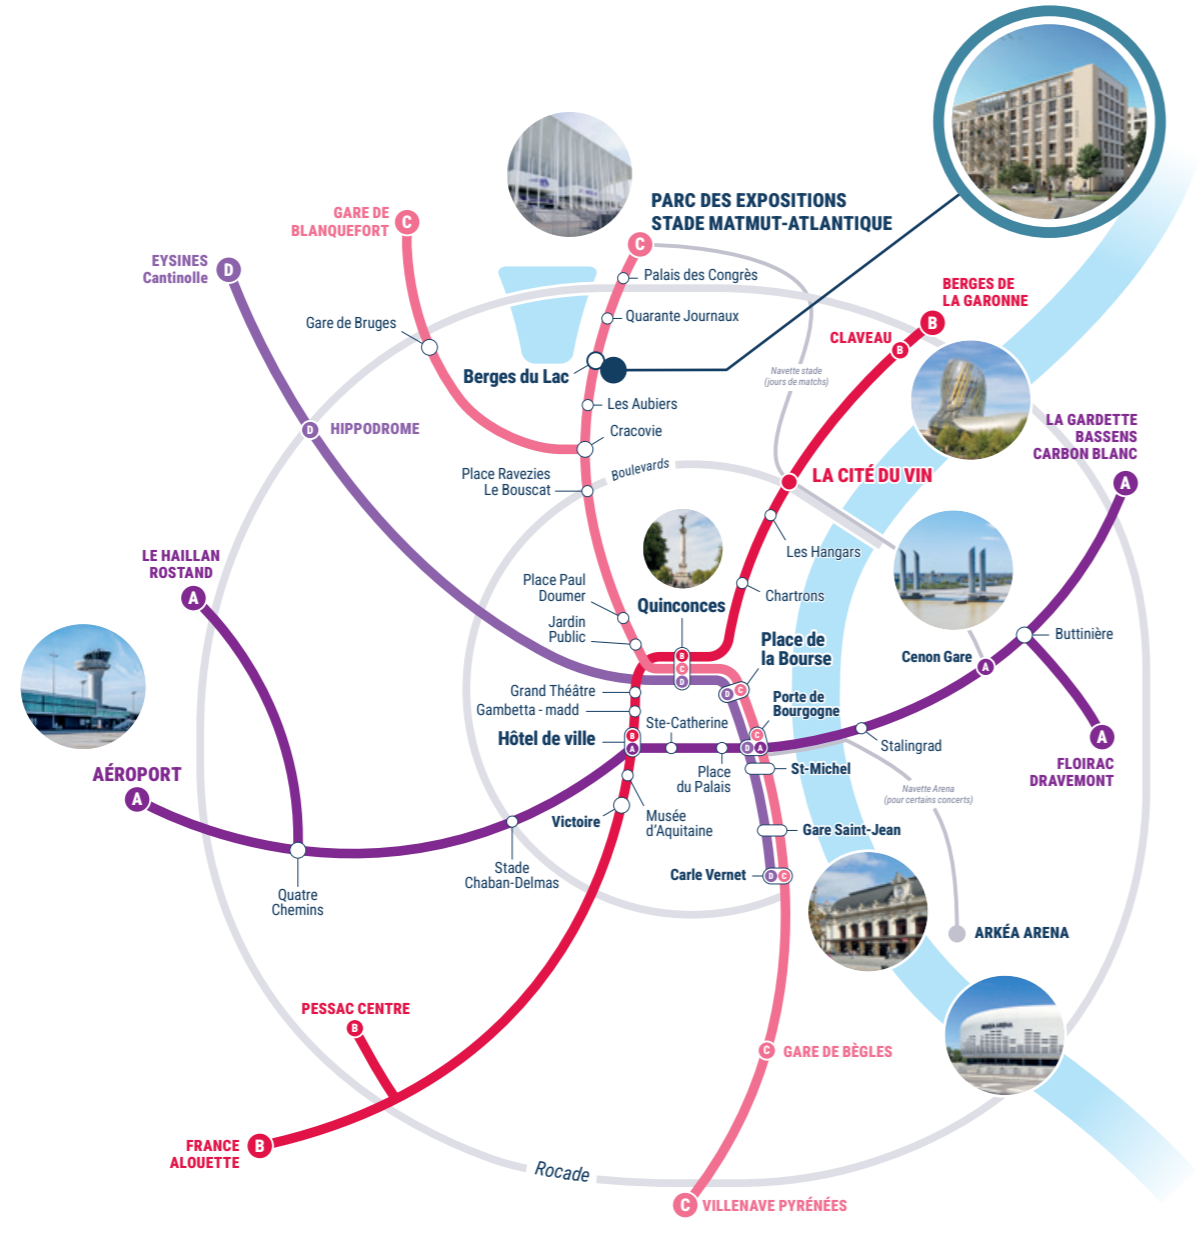 PARC DES EXPOSITIONS
STADE MATMUT-ATLANTIQUE
C
GARE DE
BLANQUEFORT
C
EYSINES
Cantinolle
D
Palais des Congrès
BERGES DE
LA GARONNE
B
Gare de Bruges
Quarante Journaux
CLAVEAU
B
Berges du Lac
Navette stade
(jours de matchs)
Les Aubiers
LA GARDETTE
BASSENS
CARBON BLANC
A
D
HIPPODROME
Cracovie
Place Ravezies
Le Bouscat
Boulevards
LA CITÉ DU VIN
LE HAILLAN
ROSTAND
A
Les Hangars
Place Paul
Doumer
Quinconces
Chartrons
Jardin
Public
Place de
la Bourse
Buttinière
Cenon Gare
A
B
C
D
D
C
Grand Théâtre
Gambetta - madd
Porte de
Bourgogne
Ste-Catherine
Hôtel de ville
B
A
C
D
A
Stalingrad
A
FLOIRAC
DRAVEMONT
AÉROPORT
A
Place
du Palais
St-Michel
Navette Arena
(pour certains concerts)
Victoire
Musée
d'Aquitaine
Gare Saint-Jean
Stade
Chaban-Delmas
Carle Vernet
D
C
Quatre
Chemins
ARKÉA ARENA
PESSAC CENTRE
B
ARKEA ARENA
C
GARE DE BÈGLES
FRANCE
ALOUETTE
B
Rocade
C
VILLENAVE PYRÉNÉES